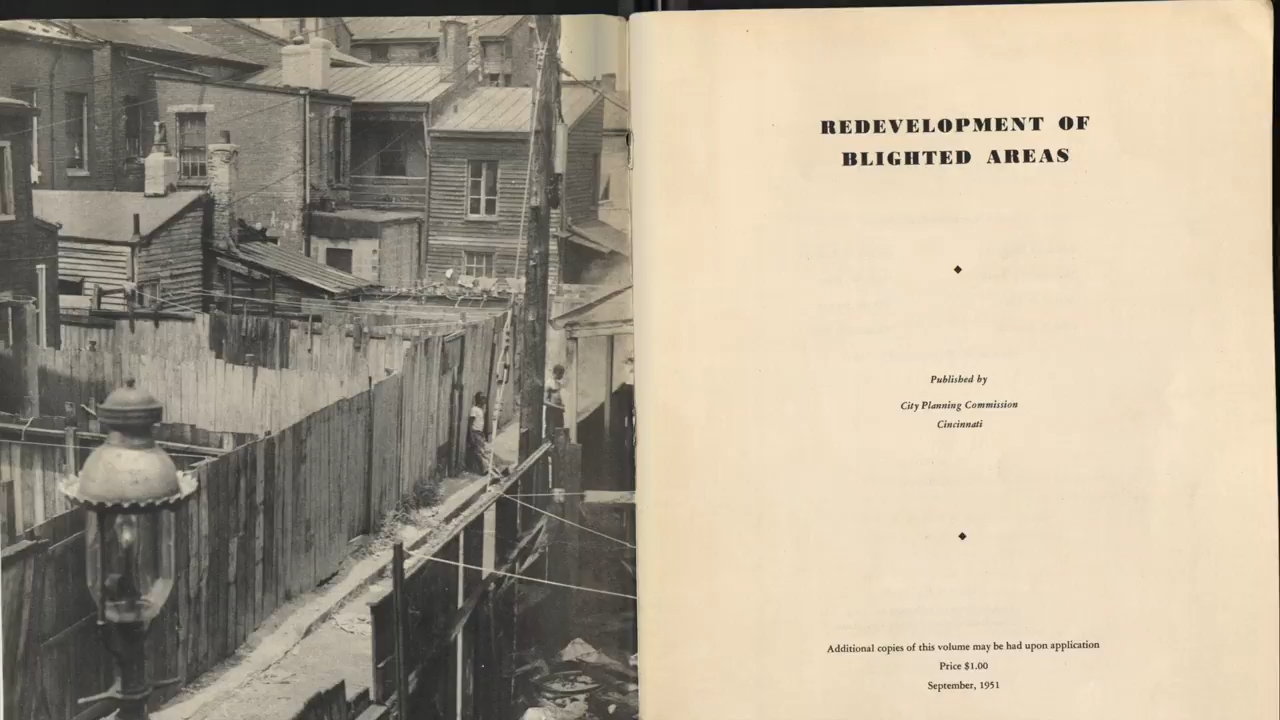 REDEVELOPMENT OF
BLIGHTED AREAS
Published by
City Planning Commission
Cincinnati
Additional copies of this volume may be had upon application
Price $1.00
September, 1951